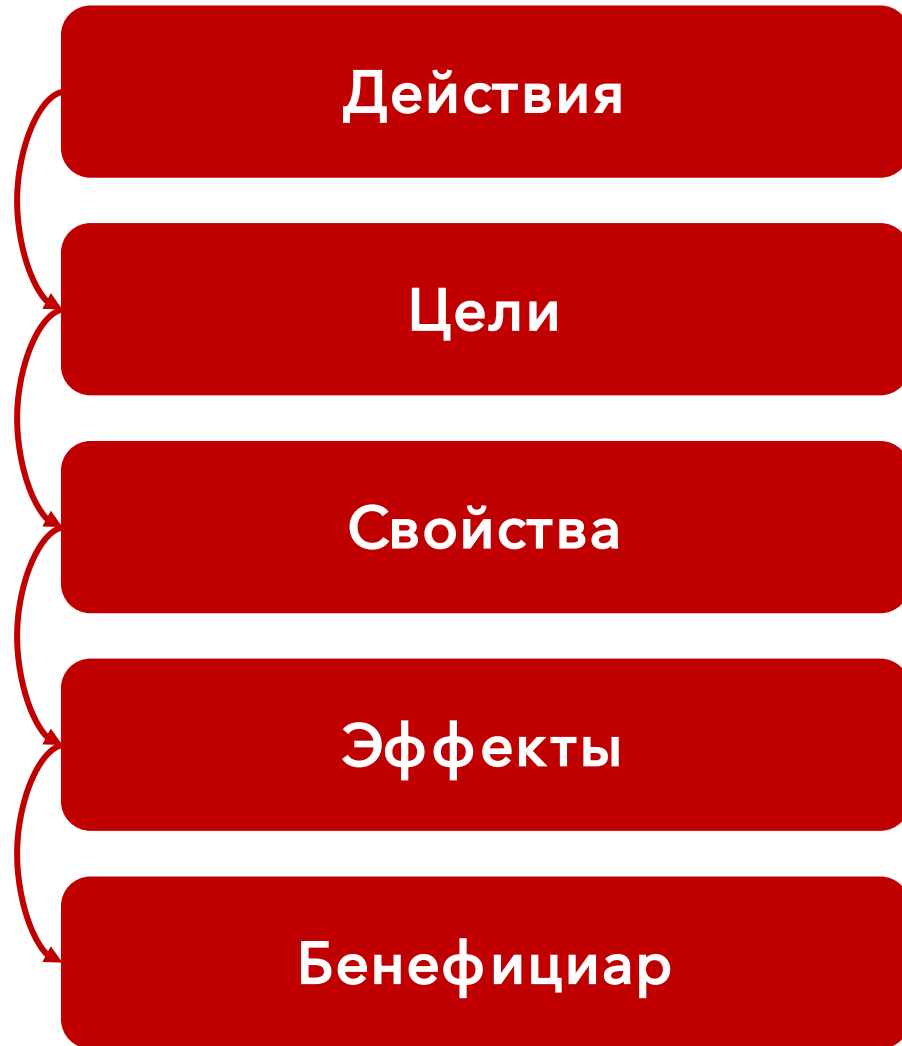 Действия
Цели
Свойства
Эффекты
Бенефициар